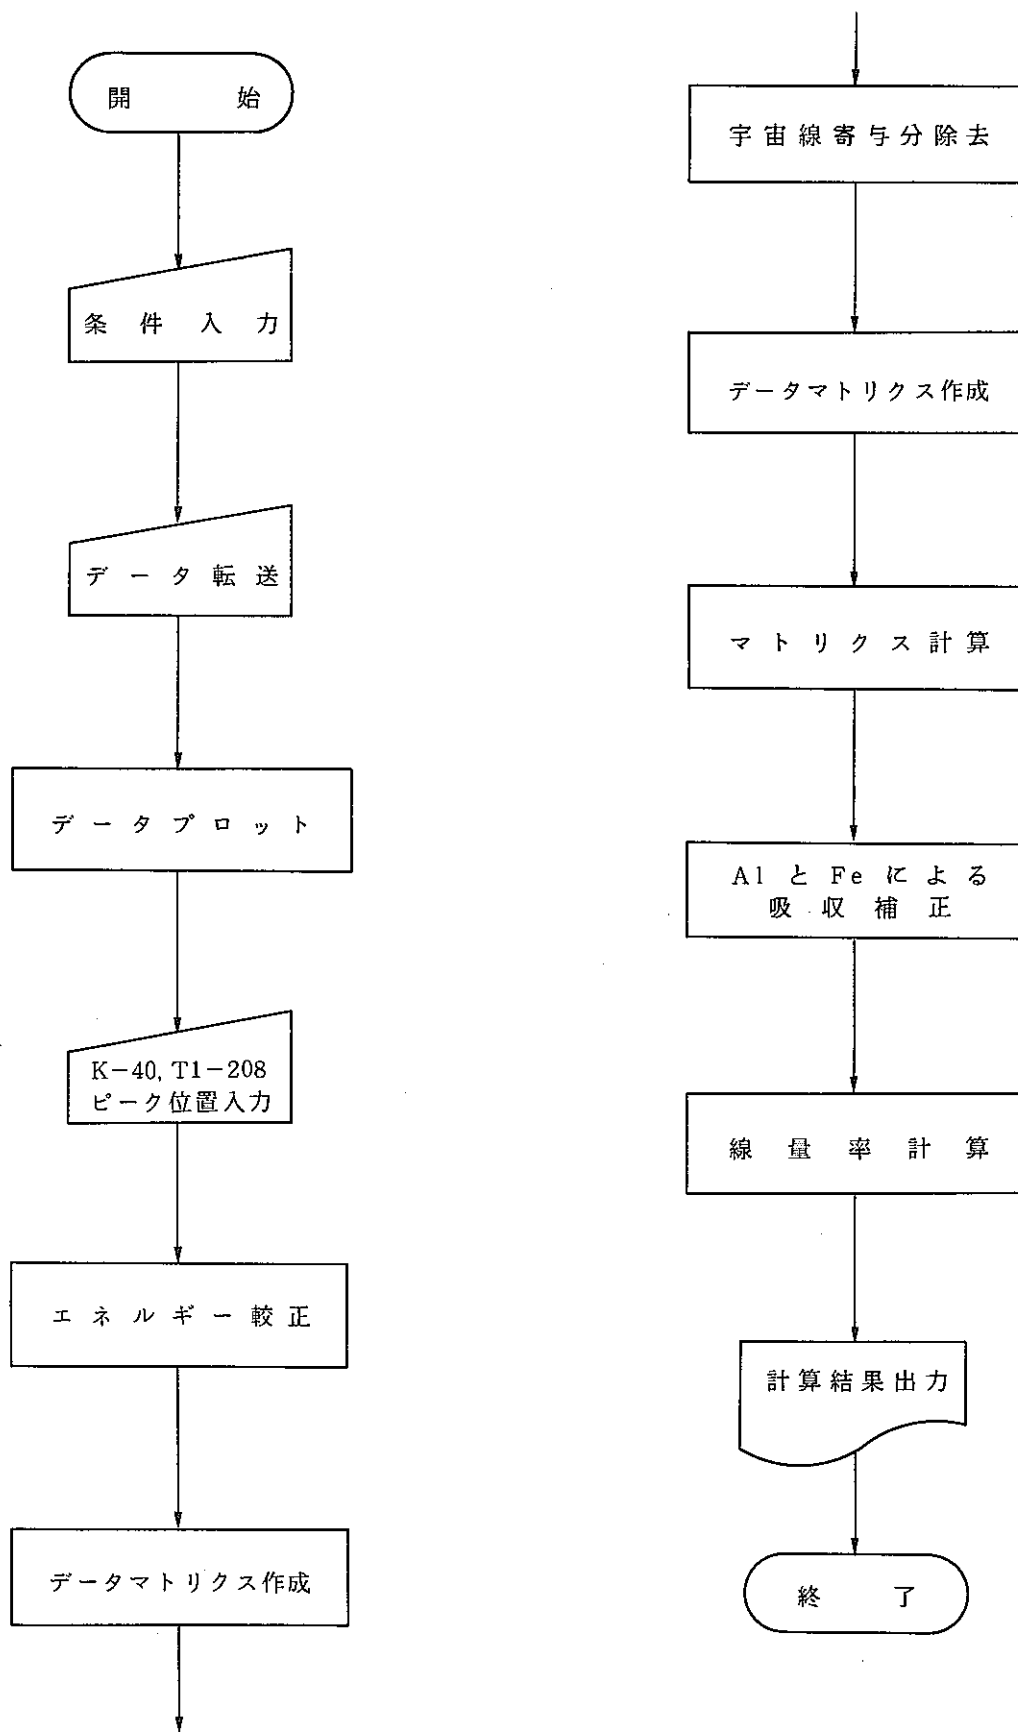 開始
条件入力
データ転送
データプロット
K-40, T1-208
ピーク位置入力
エネルギー較正
データマトリクス作成
宇宙線寄与分除去
データマトリクス作成
マトリクス計算
Al と Fe による
吸収補正
線量率計算
計算結果出力
終了